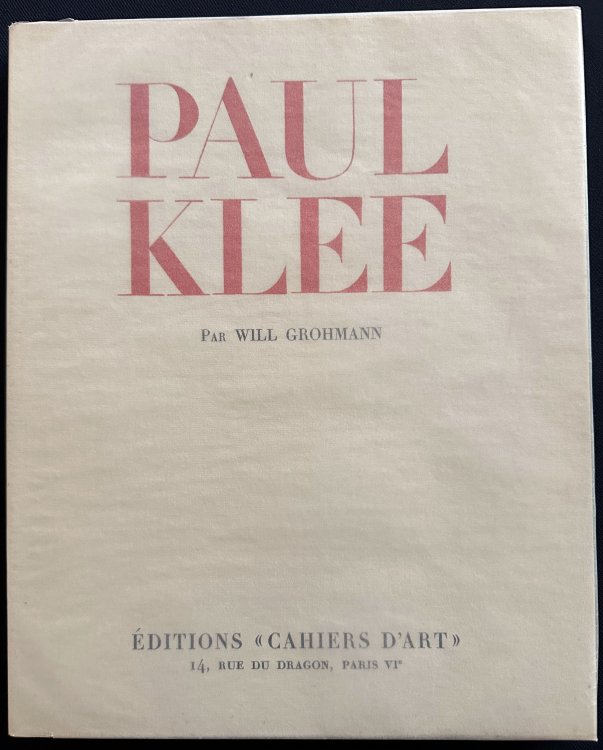 PAUL
KLEE
Par WILL GROHMANN
ÉDITIONS «CAHIERS D'ART»
14, RUE DU DRAGON, PARIS VIᵉ